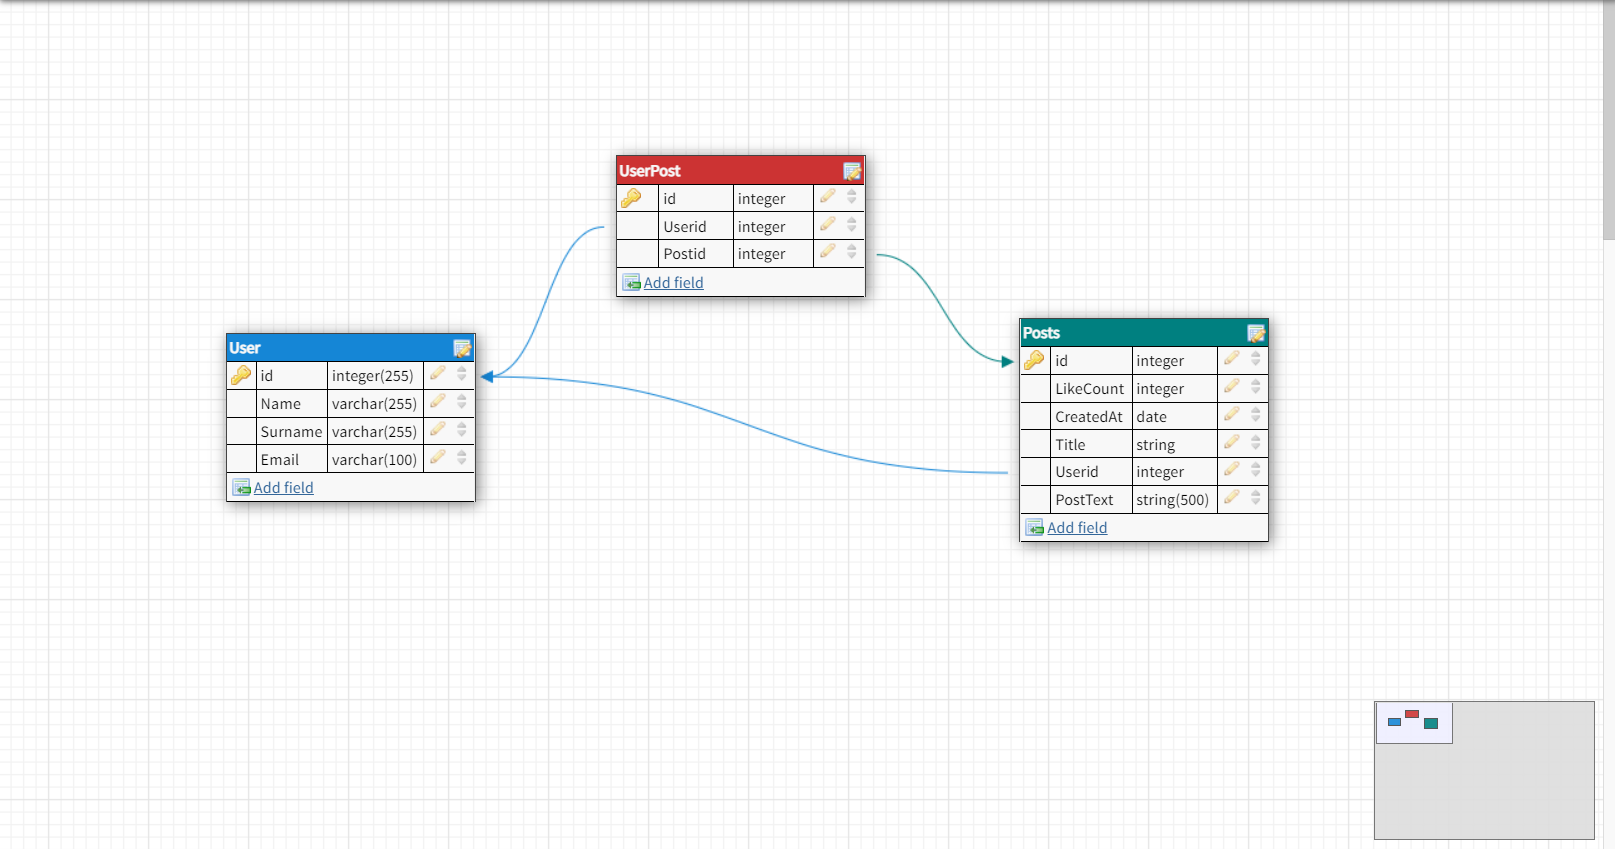 UserPost
id integer
Userid integer
Postid integer
Add field
User
id integer(255)
Name varchar(255)
Surname varchar(255)
Email varchar(100)
Add field
Posts
id integer
LikeCount integer
CreatedAt date
Title string
Userid integer
PostText string(500)
Add field